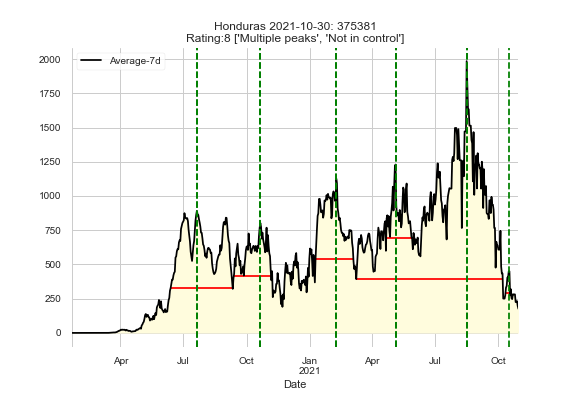 Honduras 2021-10-30: 375381
Rating:8 ['Multiple peaks', 'Not in control']
Average-7d
2000
1750
1500
1250
1000
750
500
250
0
Apr
Jul
Oct
Jan
2021
Apr
Jul
Oct
Date